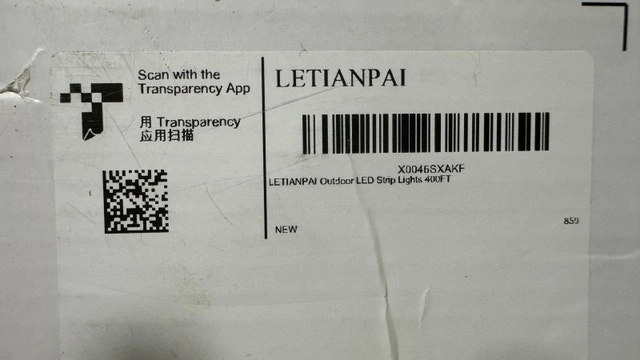 Scan with the
Transparency App
用 Transparency
应用扫描
LETIANPAI
X0046SXAKF
LETIANPAI Outdoor LED Strip Lights 400FT
NEW
859